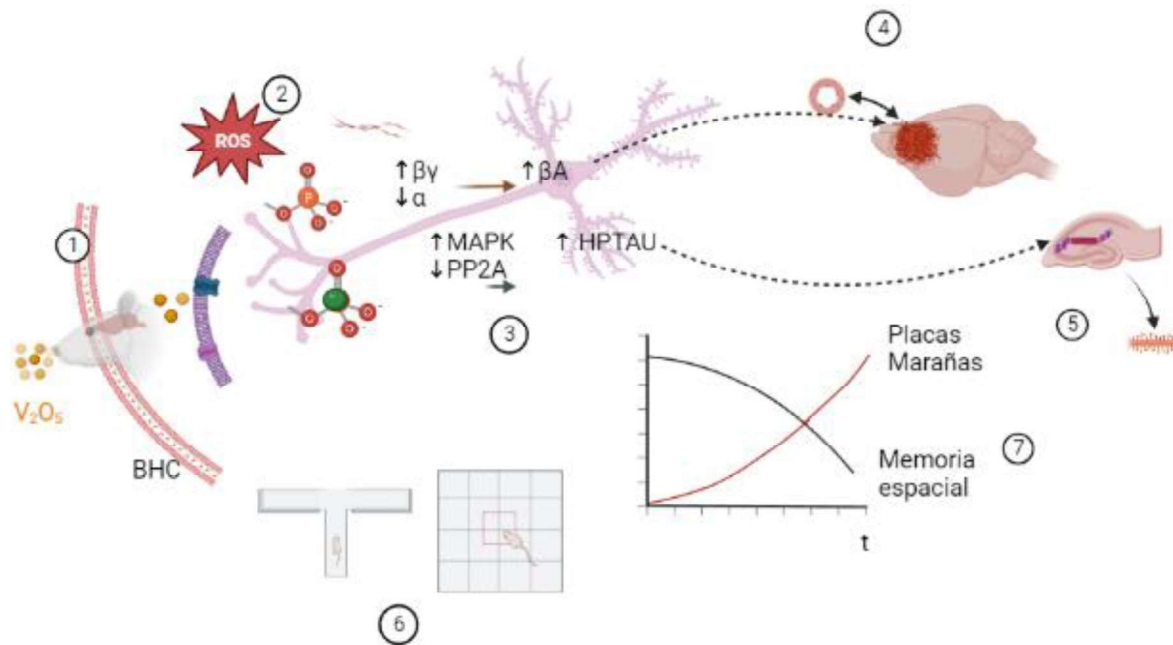 4
2
ROS
P
O
O
O
O
↑ βγ
↓ α
↑ βA
1
↑ MAPK
↓ PP2A
↑ HPTAU
O
O
O
O
3
5
V₂O₅
BHC
Placas
Marañas
Memoria
espacial
7
t
6